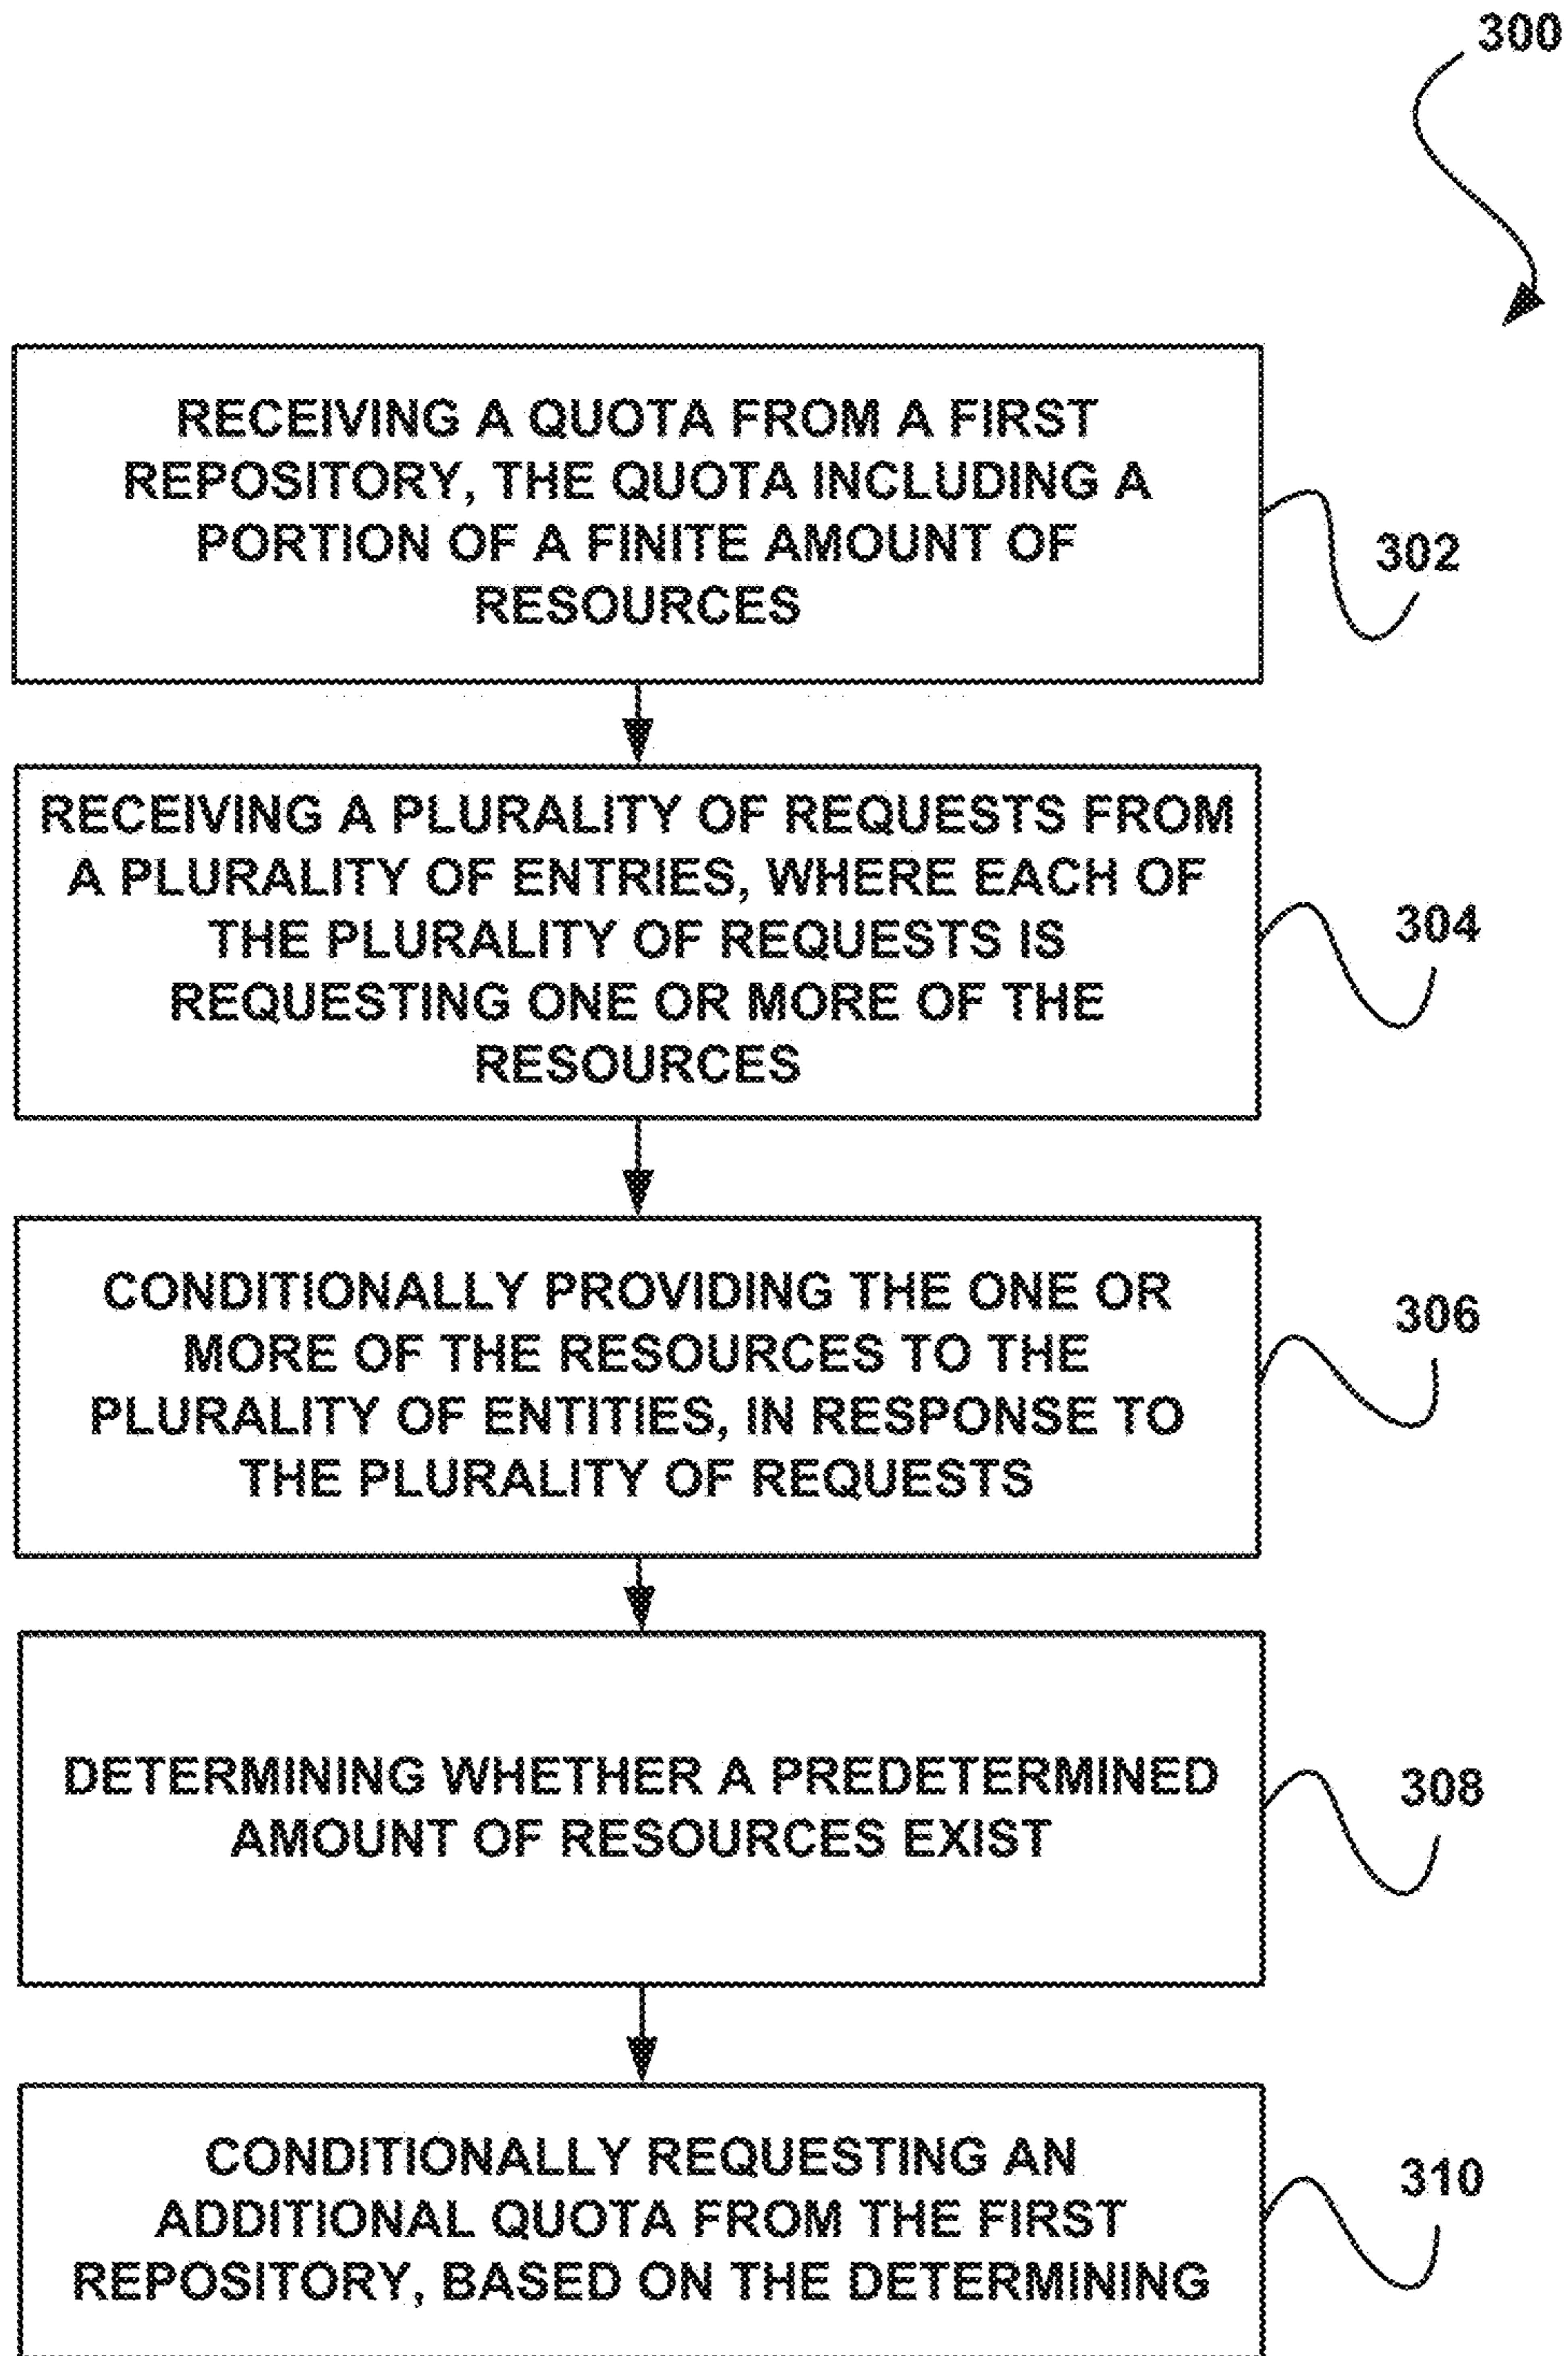 300
RECEIVING A QUOTA FROM A FIRST
REPOSITORY, THE QUOTA INCLUDING A
PORTION OF A FINITE AMOUNT OF
RESOURCES
302
RECEIVING A PLURALITY OF REQUESTS FROM
A PLURALITY OF ENTRIES, WHERE EACH OF
THE PLURALITY OF REQUESTS IS
REQUESTING ONE OR MORE OF THE
RESOURCES
304
CONDITIONALLY PROVIDING THE ONE OR
MORE OF THE RESOURCES TO THE
PLURALITY OF ENTITIES, IN RESPONSE TO
THE PLURALITY OF REQUESTS
306
DETERMINING WHETHER A PREDETERMINED
AMOUNT OF RESOURCES EXIST
308
CONDITIONALLY REQUESTING AN
ADDITIONAL QUOTA FROM THE FIRST
REPOSITORY, BASED ON THE DETERMINING
310